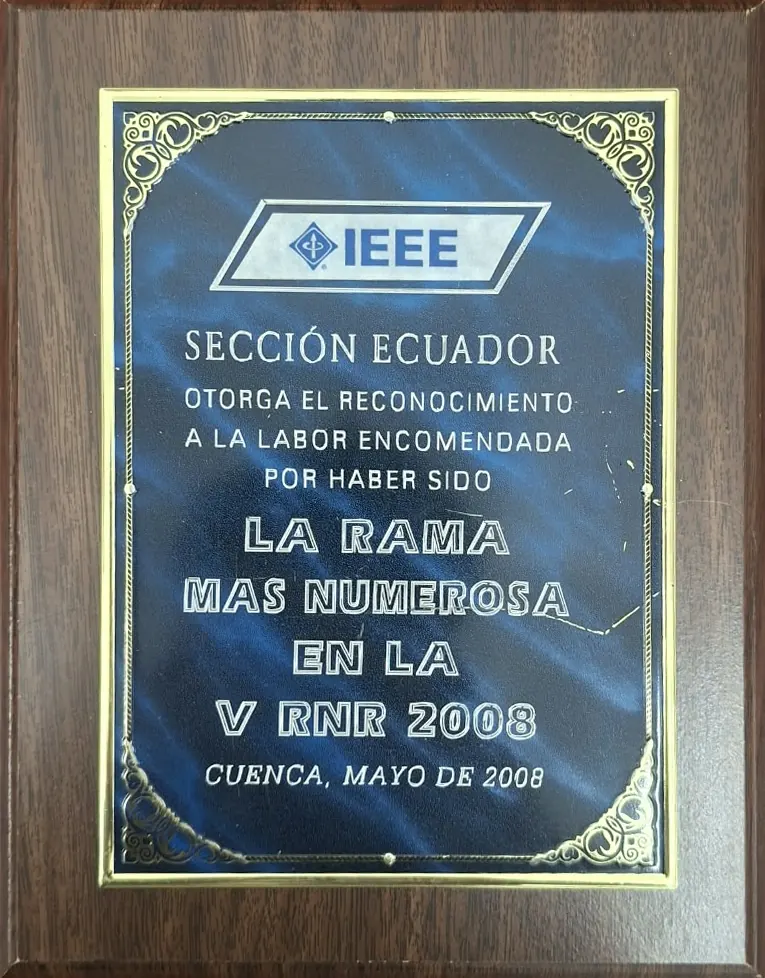 IEEE
SECCIÓN ECUADOR
OTORGA EL RECONOCIMIENTO
A LA LABOR ENCOMENDADA
POR HABER SIDO
LA RAMA
MAS NUMEROSA
EN LA
V RNR 2008
CUENCA, MAYO DE 2008